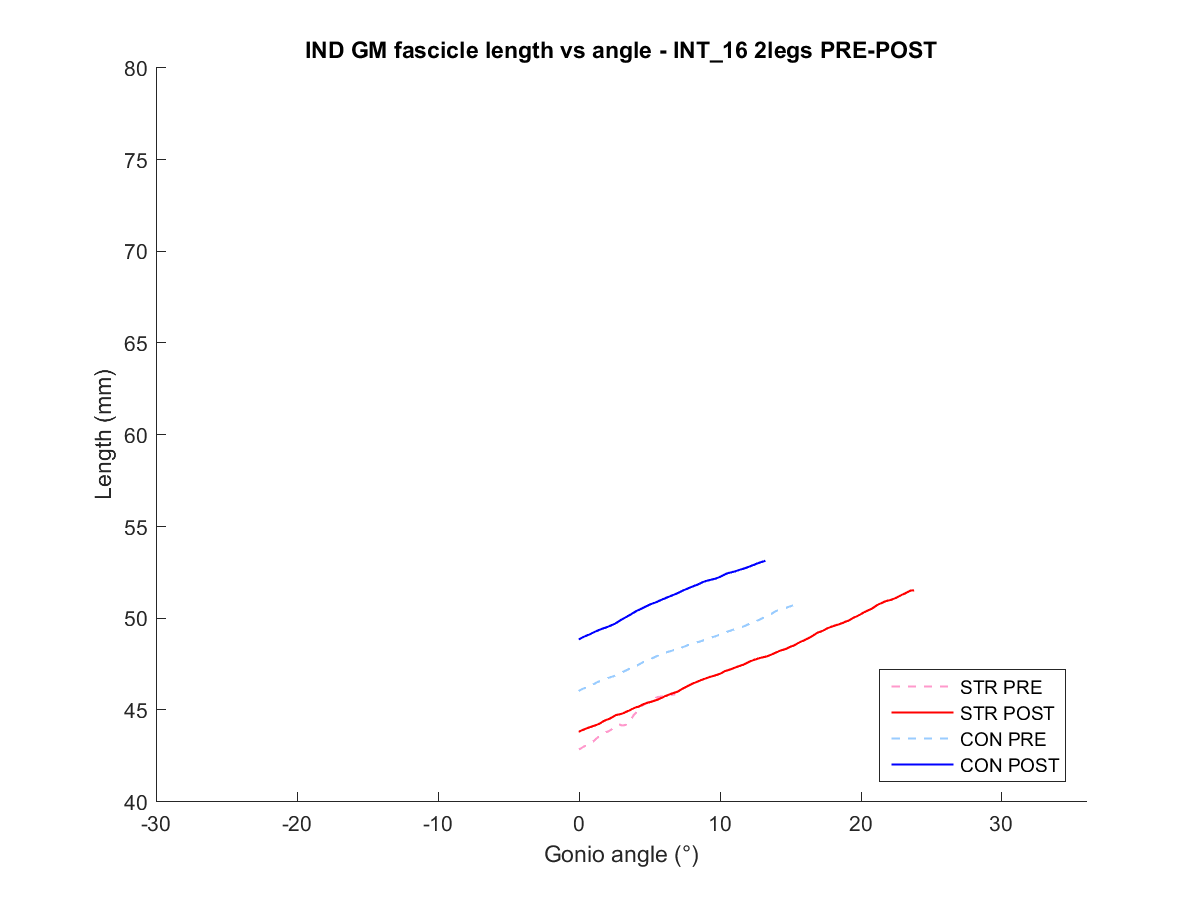 IND GM fascicle length vs angle - INT_16 2legs PRE-POST
80
75
70
65
60
55
50
45
40
Length (mm)
-30
-20
-10
0
10
20
30
Gonio angle (°)
STR PRE
STR POST
CON PRE
CON POST